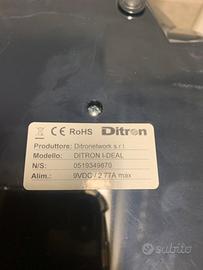 CE RoHS Ditron
Produttore: Ditronetwork s.r.l
Modello: DITRON I-DEAL
N/S: 0519349670
Alim.: 9VDC / 2.77A max
subito